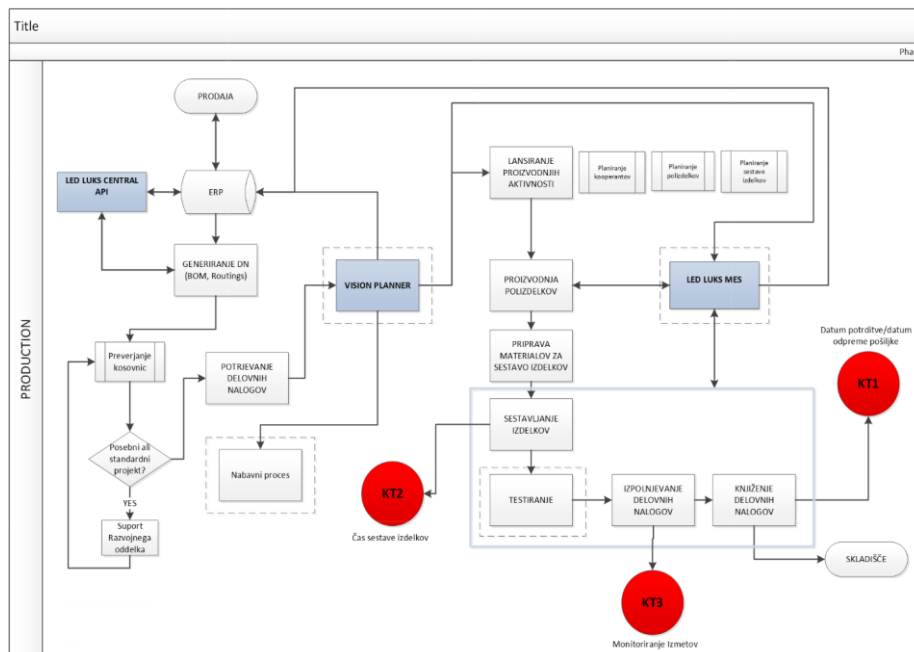 Title
Pha
PRODUCTION
PRODAJA
LED LUKS CENTRAL
API
ERP
GENERIRANJE DN
(BOM, Routings)
Preverjanje
kosovnic
Posebni ali
standardni
projekt?
YES
Suport
Razvojnega
oddelka
POTRJEVANJE
DELOVNIH
NALOGOV
VISION PLANNER
Nabavni proces
LANSIRANJE
PROIZVODNJIH
AKTIVNOSTI
Planiranje
kooperantov
Planiranje
polizdelkov
Planiranje
sestave
izdelkov
PROIZVODNJA
POLIZDELKOV
LED LUKS MES
PRIPRAVA
MATERIALOV ZA
SESTAVO IZDELKOV
SESTAVLJANJE
IZDELKOV
TESTIRANJE
IZPOLNJEVANJE
DELOVNIH
NALOGOV
KNJIŽENJE
DELOVNIH
NALOGOV
Datum potrditve/datum
odpreme pošiljke
KT1
KT2
Čas sestave izdelkov
SKLADIŠČE
KT3
Monitoriranje Izmetov